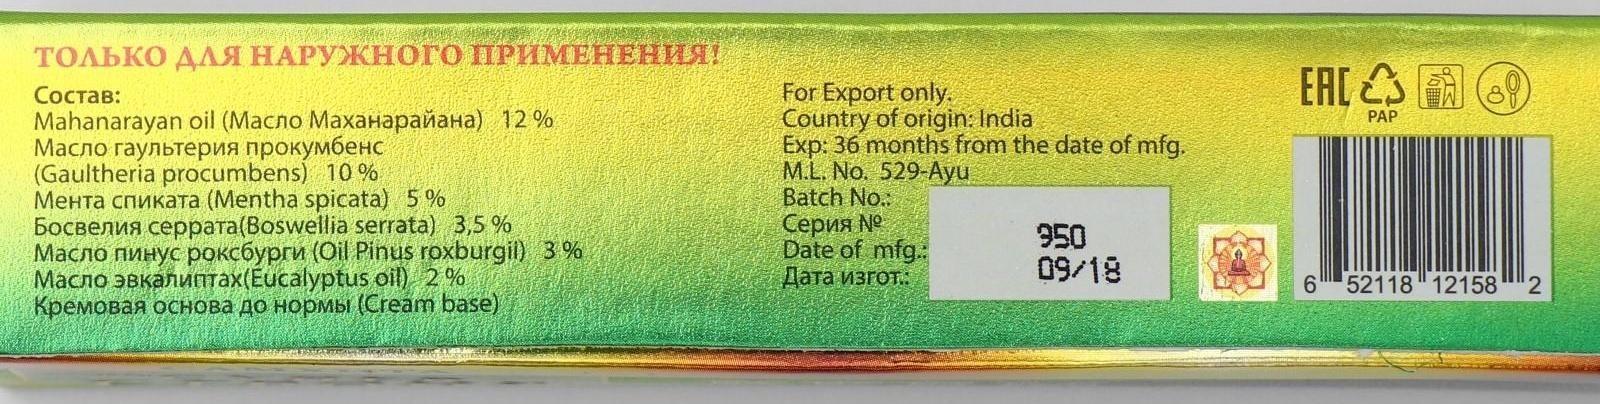 ТОЛЬКО ДЛЯ НАРУЖНОГО ПРИМЕНЕНИЯ!
Состав:
Mahanarayan oil (Масло Маханарайана) 12 %
Масло гаультерия прокумбенс
(Gaultheria procumbens) 10 %
Мента спиката (Mentha spicata) 5 %
Босвелия серрата(Boswellia serrata) 3,5 %
Масло пинус роксбурги (Oil Pinus roxburgil) 3 %
Масло эвкалиптах(Eucalyptus oil) 2 %
Кремовая основа до нормы (Cream base)
For Export only.
Country of origin: India
Exp: 36 months from the date of mfg.
M.L. No. 529-Ayu
Batch No.:
Серия №
950
Date of mfg.:
Дата изгот.:
09/18
EAC
PAP
6 52118 12158 2